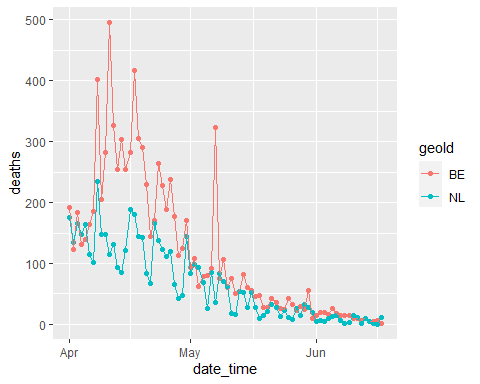 500
400
300
200
100
0
deaths
Apr
May
Jun
date_time
geoId
BE
NL